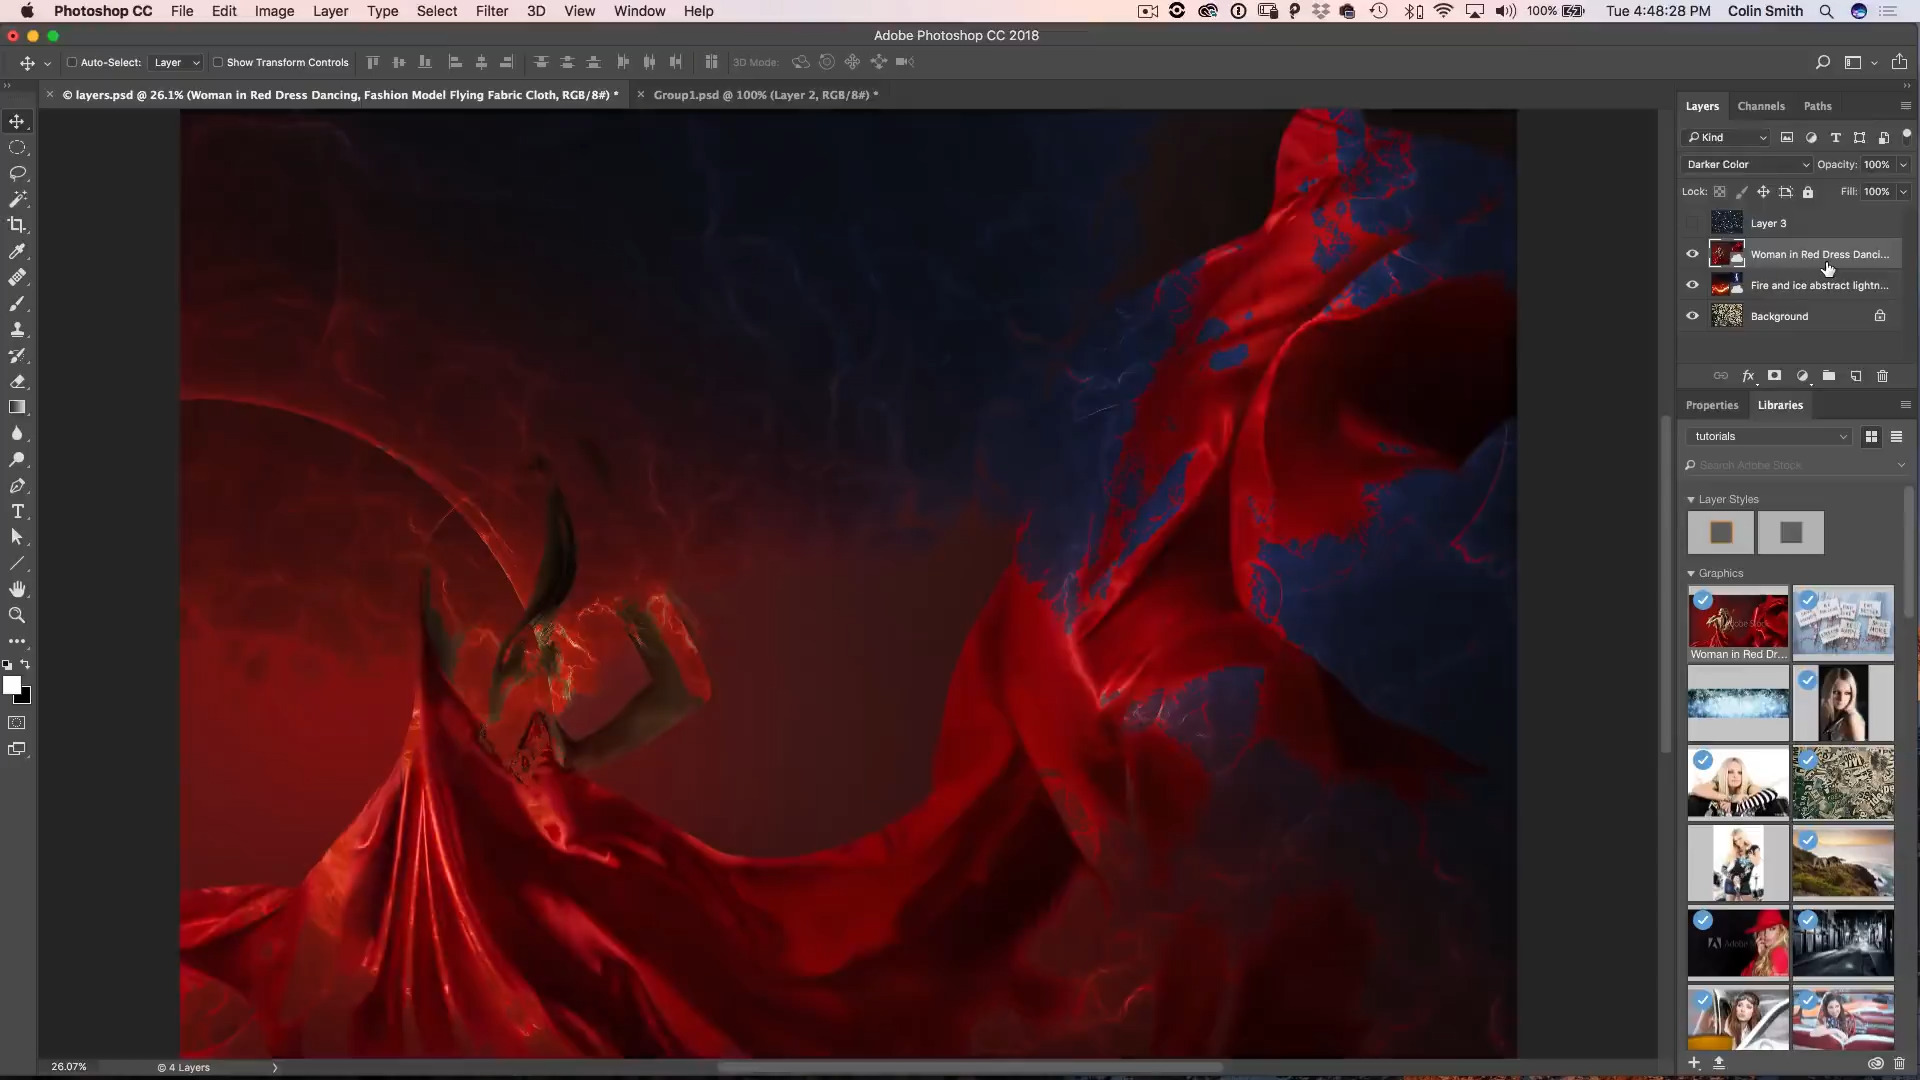 Photoshop CC File Edit Image Layer Type Select Filter 3D View Window Help 100% Tue 4:48:28 PM Colin Smith
Adobe Photoshop CC 2018
Auto-Select: Layer Show Transform Controls 3D Mode:
© layers.psd @ 26.1% (Woman in Red Dress Dancing, Fashion Model Flying Fabric Cloth, RGB/8#) * Group1.psd @ 100% (Layer 2, RGB/8#) *
Layers Channels Paths
Kind
Darker Color Opacity: 100%
Lock: Fill: 100%
Layer 3
Woman in Red Dress Danci...
Fire and ice abstract lightn...
Background
fx
Properties Libraries
tutorials
Search Adobe Stock
Layer Styles
Graphics
Woman in Red Dr...
26.07% © 4 Layers